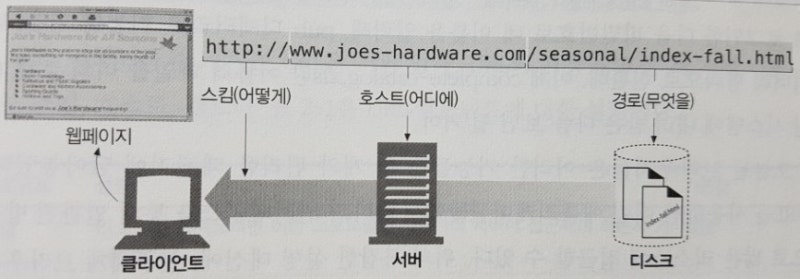 Joe's Hardware for All Seasons
http://www.joes-hardware.com/seasonal/index-fall.html
스킴(어떻게)
호스트(어디에)
경로(무엇을)
웹페이지
index-fall.html
클라이언트
서버
디스크